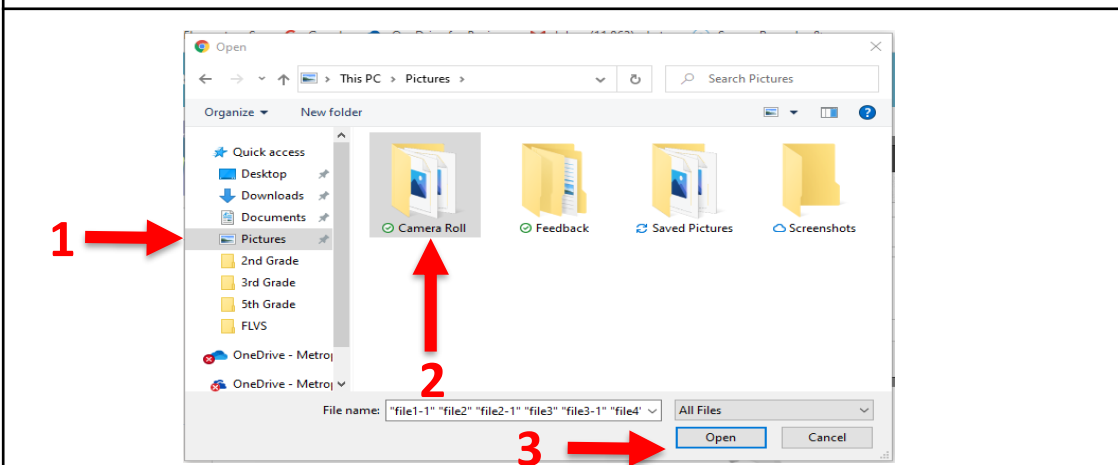 Open
This PC > Pictures >
Search Pictures
Organize
New folder
Quick access
Desktop
Downloads
Documents
1
Pictures
2nd Grade
3rd Grade
5th Grade
FLVS
OneDrive - Metrop
OneDrive - Metrop
Camera Roll
Feedback
Saved Pictures
Screenshots
2
File name: "file1-1" "file2" "file2-1" "file3" "file3-1" "file4'
All Files
3
Open
Cancel